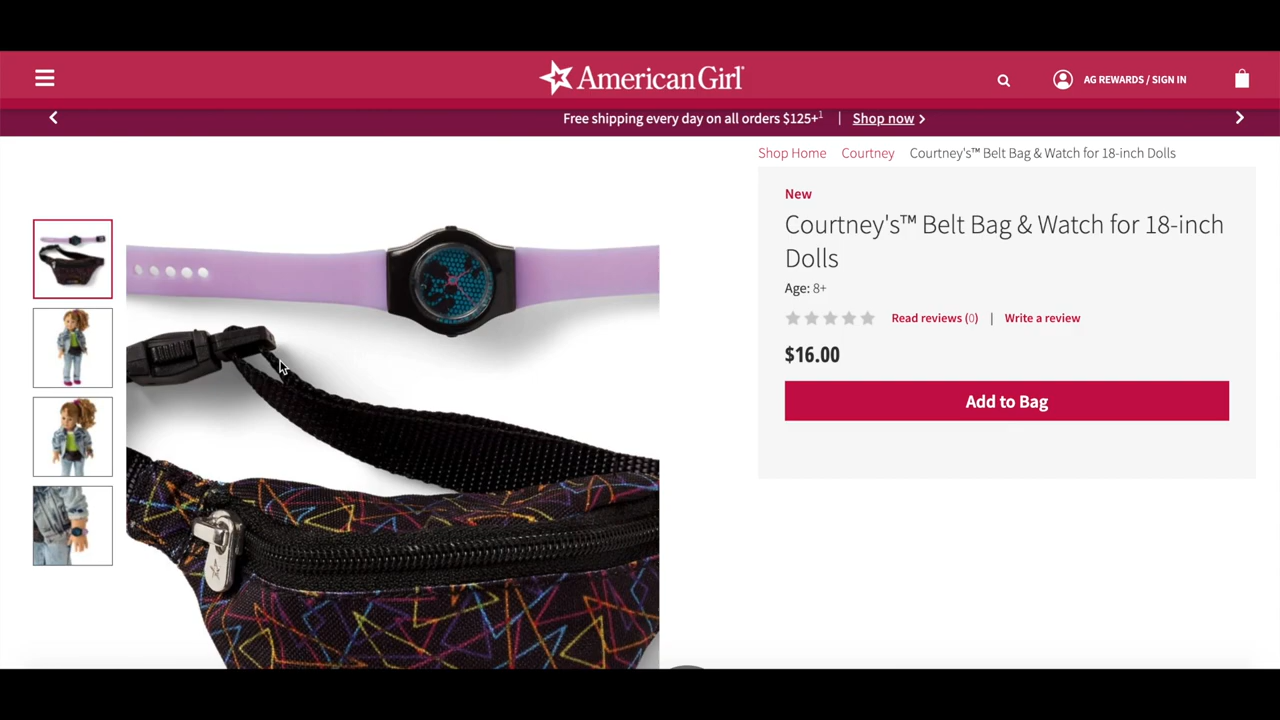 American Girl
AG REWARDS / SIGN IN
Free shipping every day on all orders $125+1 | Shop now
Shop Home Courtney Courtney's™ Belt Bag & Watch for 18-inch Dolls
New
Courtney's™ Belt Bag & Watch for 18-inch
Dolls
Age: 8+
Read reviews (0) | Write a review
$16.00
Add to Bag